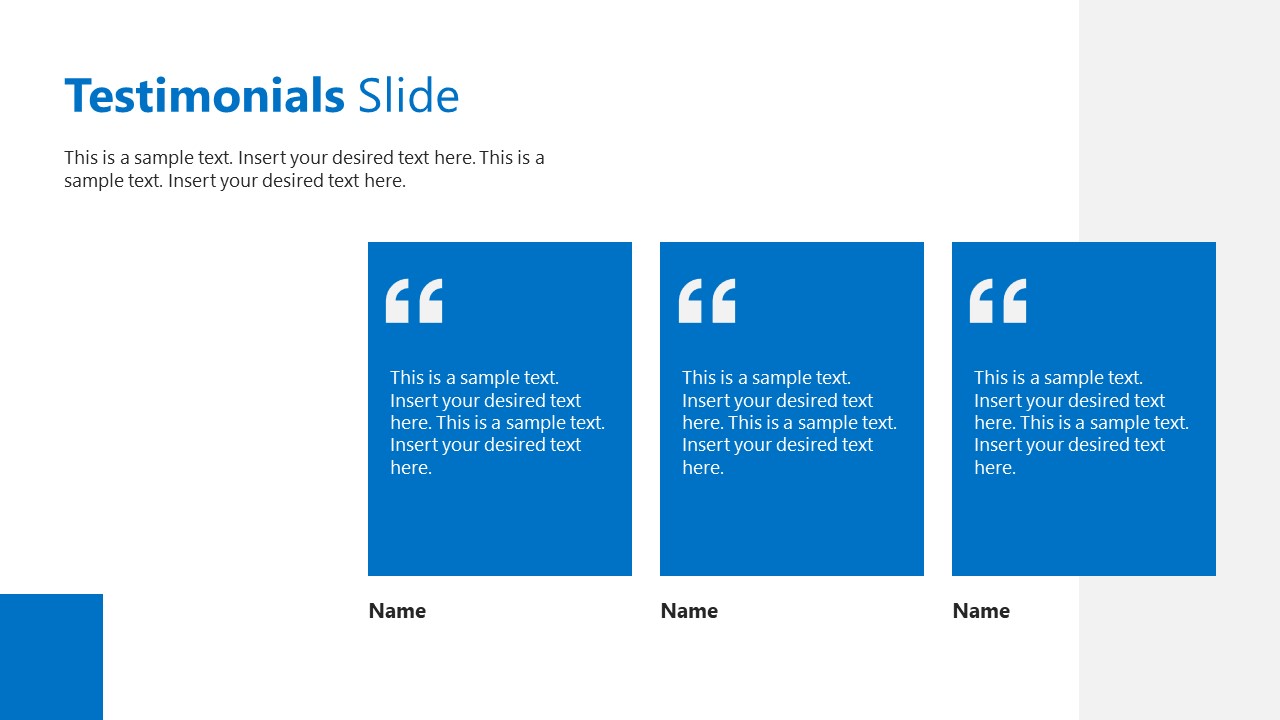 Testimonials Slide
This is a sample text. Insert your desired text here. This is a
sample text. Insert your desired text here.
“
This is a sample text.
Insert your desired text
here. This is a sample text.
Insert your desired text
here.
Name
“
This is a sample text.
Insert your desired text
here. This is a sample text.
Insert your desired text
here.
Name
“
This is a sample text.
Insert your desired text
here. This is a sample text.
Insert your desired text
here.
Name